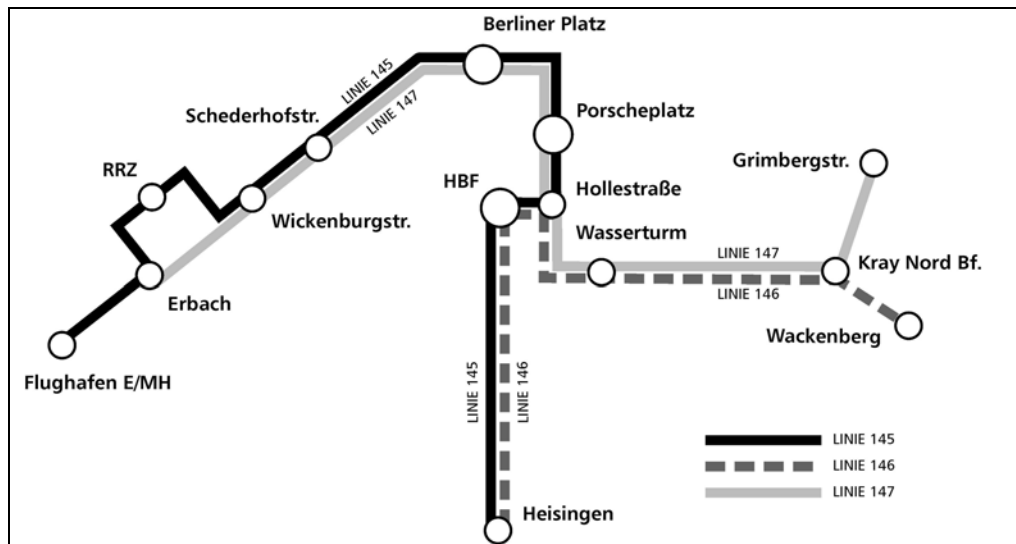 Berliner Platz
LINIE 145
LINIE 147
Schederhofstr.
Porscheplatz
Grimbergstr.
RRZ
HBF
Hollestraße
Wickenburgstr.
Wasserturm
LINIE 147
Kray Nord Bf.
LINIE 146
Erbach
Wackenberg
Flughafen E/MH
LINIE 145
LINIE 146
LINIE 145
LINIE 146
LINIE 147
Heisingen